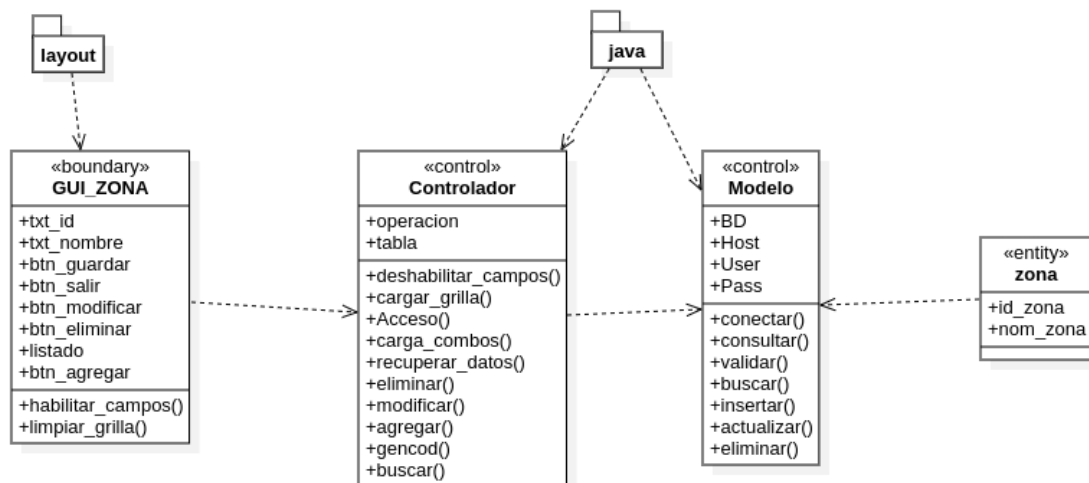 layout
java
«boundary»
GUI_ZONA
+txt_id
+txt_nombre
+btn_guardar
+btn_salir
+btn_modificar
+btn_eliminar
+listado
+btn_agregar
+habilitar_campos()
+limpiar_grilla()
«control»
Controlador
+operacion
+tabla
+deshabilitar_campos()
+cargar_grilla()
+Acceso()
+carga_combos()
+recuperar_datos()
+eliminar()
+modificar()
+agregar()
+gencod()
+buscar()
«control»
Modelo
+BD
+Host
+User
+Pass
+conectar()
+consultar()
+validar()
+buscar()
+insertar()
+actualizar()
+eliminar()
«entity»
zona
+id_zona
+nom_zona